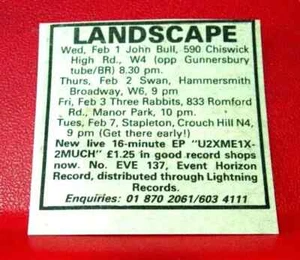 LANDSCAPE
Wed, Feb 1 John Bull, 590 Chiswick
High Rd., W4 (opp Gunnersbury
tube/BR) 8.30 pm.
Thurs, Feb 2 Swan, Hammersmith
Broadway, W6, 9 pm
Fri, Feb 3 Three Rabbits, 833 Romford
Rd., Manor Park, 10 pm.
Tues, Feb 7, Stapleton, Crouch Hill N4,
9 pm (Get there early!)
New live 16-minute EP "U2XME1X-
2MUCH" £1.25 in good record shops
now. No. EVE 137, Event Horizon
Record, distributed through Lightning
Records.
Enquiries: 01 870 2061/603 4111